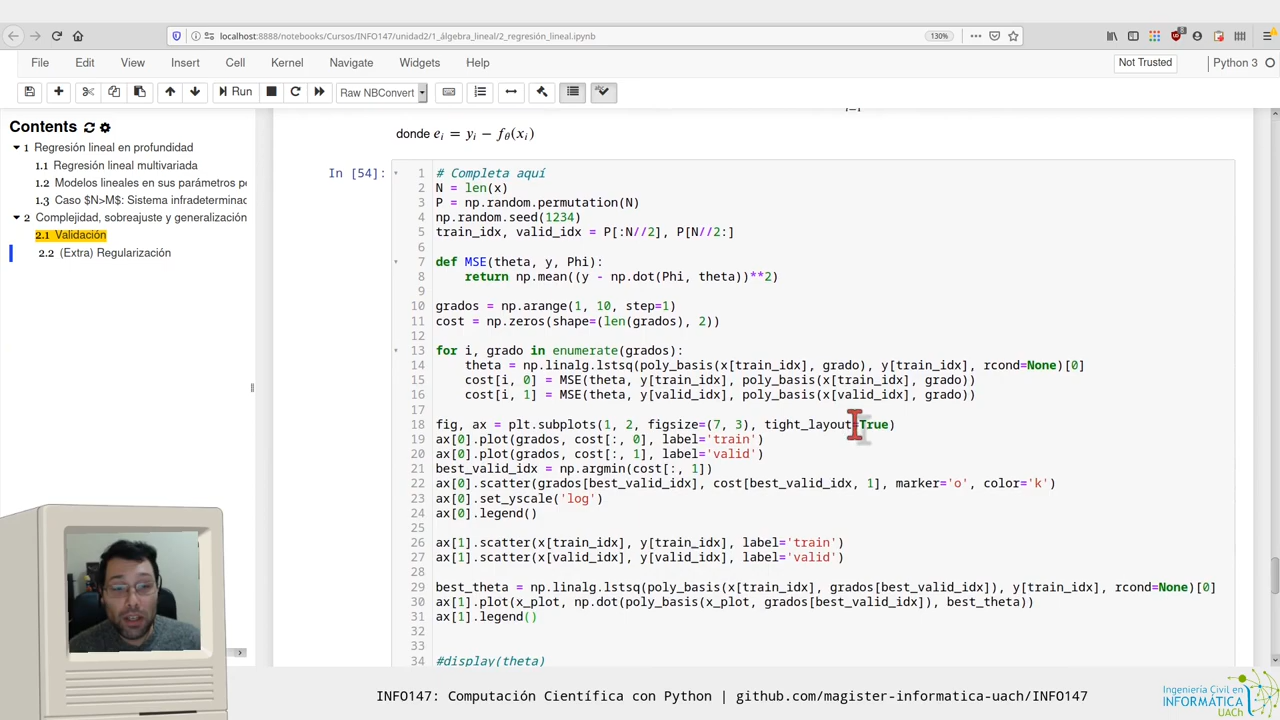 localhost:8888/notebooks/Cursos/INFO147/unidad2/1_álgebra_lineal/2_regresión_lineal.ipynb
130%
File Edit View Insert Cell Kernel Navigate Widgets Help
Not Trusted
Python 3
Run
Raw NBConvert
Contents
1 Regresión lineal en profundidad
1.1 Regresión lineal multivariada
1.2 Modelos lineales en sus parámetros pe
1.3 Caso $N>M$: Sistema infradeterminac
2 Complejidad, sobreajuste y generalización
2.1 Validación
2.2 (Extra) Regularización
donde e_i = y_i − f_θ(x_i)
In [54]:
1 # Completa aquí
2 N = len(x)
3 P = np.random.permutation(N)
4 np.random.seed(1234)
5 train_idx, valid_idx = P[:N//2], P[N//2:]
6
7 def MSE(theta, y, Phi):
8     return np.mean((y - np.dot(Phi, theta))**2)
9
10 grados = np.arange(1, 10, step=1)
11 cost = np.zeros(shape=(len(grados), 2))
12
13 for i, grado in enumerate(grados):
14     theta = np.linalg.lstsq(poly_basis(x[train_idx], grado), y[train_idx], rcond=None)[0]
15     cost[i, 0] = MSE(theta, y[train_idx], poly_basis(x[train_idx], grado))
16     cost[i, 1] = MSE(theta, y[valid_idx], poly_basis(x[valid_idx], grado))
17
18 fig, ax = plt.subplots(1, 2, figsize=(7, 3), tight_layout=True)
19 ax[0].plot(grados, cost[:, 0], label='train')
20 ax[0].plot(grados, cost[:, 1], label='valid')
21 best_valid_idx = np.argmin(cost[:, 1])
22 ax[0].scatter(grados[best_valid_idx], cost[best_valid_idx, 1], marker='o', color='k')
23 ax[0].set_yscale('log')
24 ax[0].legend()
25
26 ax[1].scatter(x[train_idx], y[train_idx], label='train')
27 ax[1].scatter(x[valid_idx], y[valid_idx], label='valid')
28
29 best_theta = np.linalg.lstsq(poly_basis(x[train_idx], grados[best_valid_idx]), y[train_idx], rcond=None)[0]
30 ax[1].plot(x_plot, np.dot(poly_basis(x_plot, grados[best_valid_idx]), best_theta))
31 ax[1].legend()
32
33
34 #display(theta)
INFO147: Computación Científica con Python | github.com/magister-informatica-uach/INFO147
Ingeniería Civil en
INFORMÁTICA
UACh